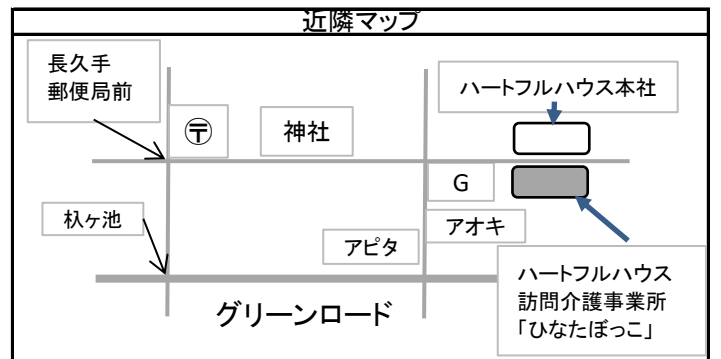 近隣マップ
長久手
郵便局前
〒
神社
ハートフルハウス本社
G
杁ヶ池
アピタ
アオキ
グリーンロード
ハートフルハウス
訪問介護事業所
「ひなたぼっこ」